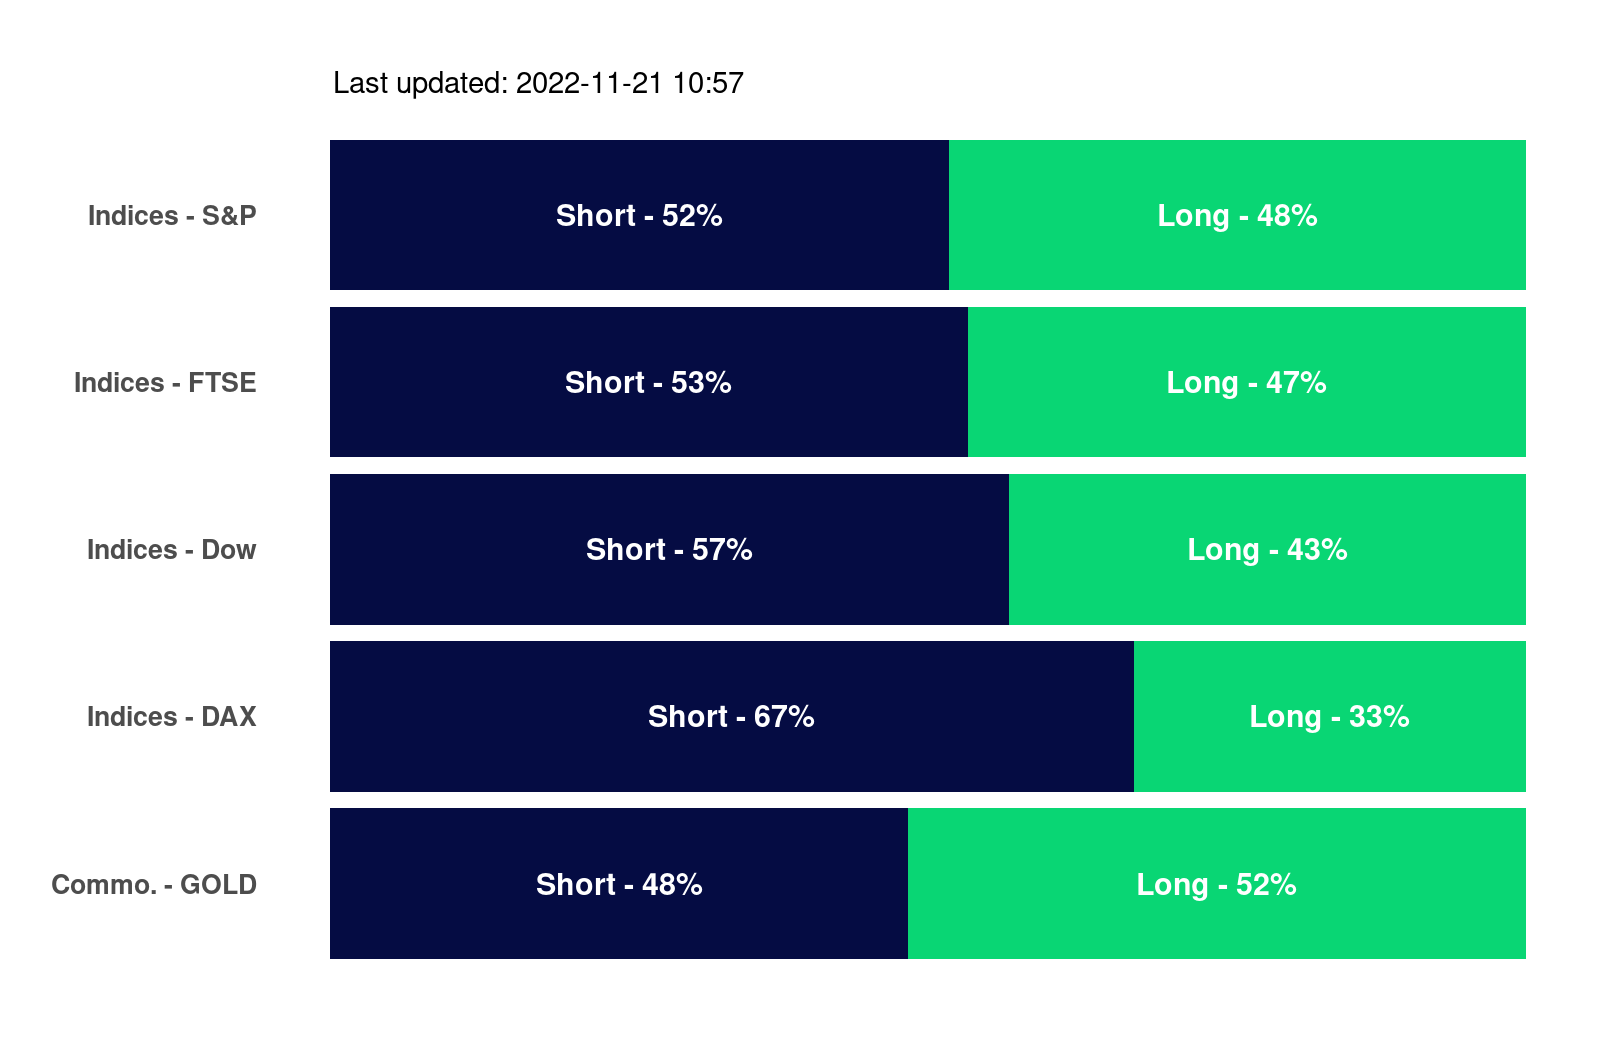 Last updated: 2022-11-21 10:57
Indices - S&P Short - 52% Long - 48%
Indices - FTSE Short - 53% Long - 47%
Indices - Dow Short - 57% Long - 43%
Indices - DAX Short - 67% Long - 33%
Commo. - GOLD Short - 48% Long - 52%